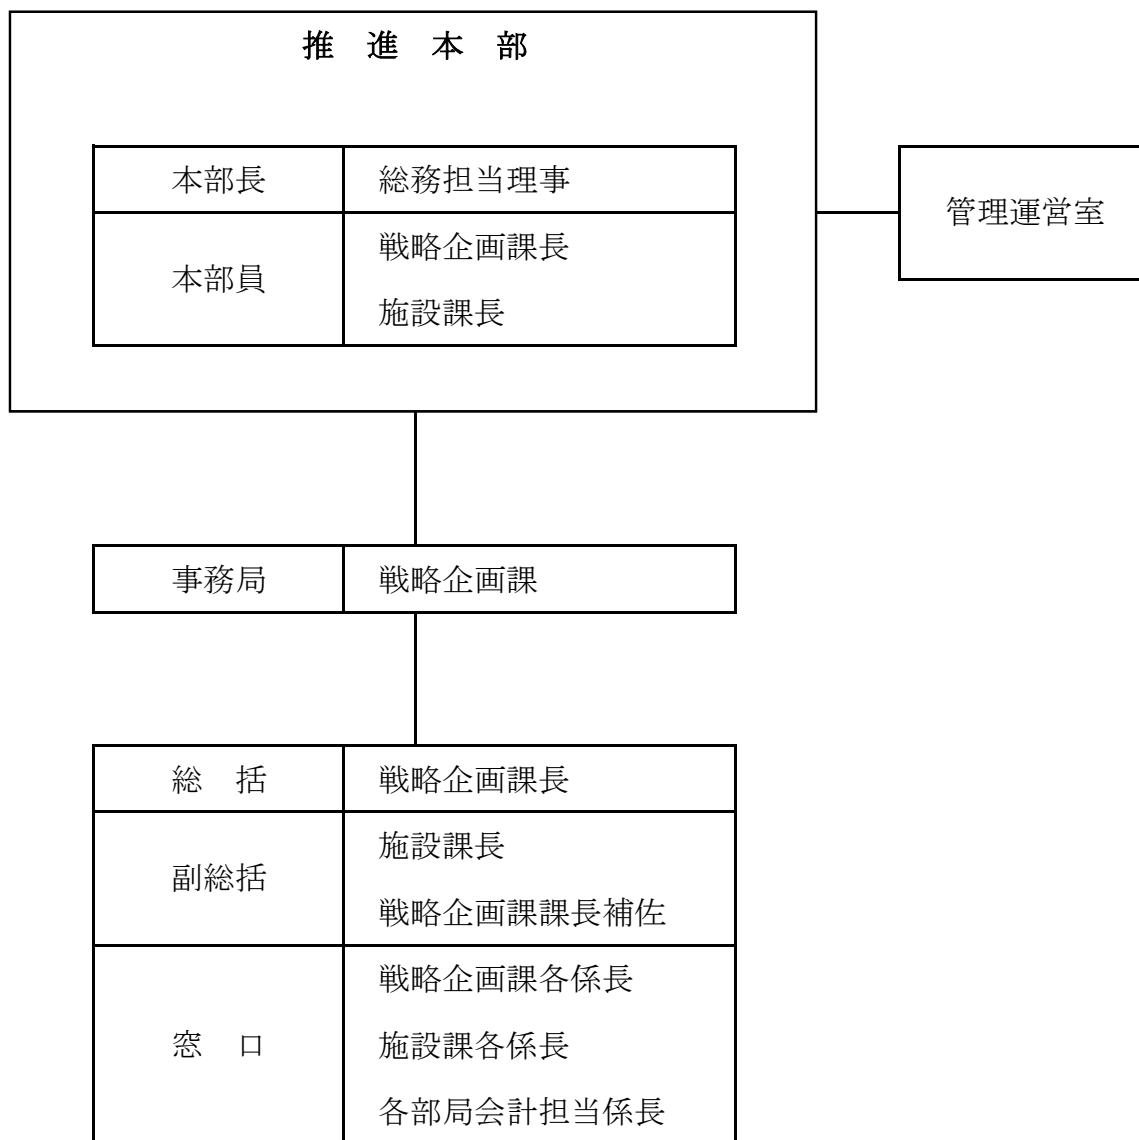 推 進 本 部
本部長 総務担当理事
管理運営室
本部員
戦略企画課長
施設課長
事務局 戦略企画課
総 括 戦略企画課長
副総括
施設課長
戦略企画課課長補佐
窓 口
戦略企画課各係長
施設課各係長
各部局会計担当係長